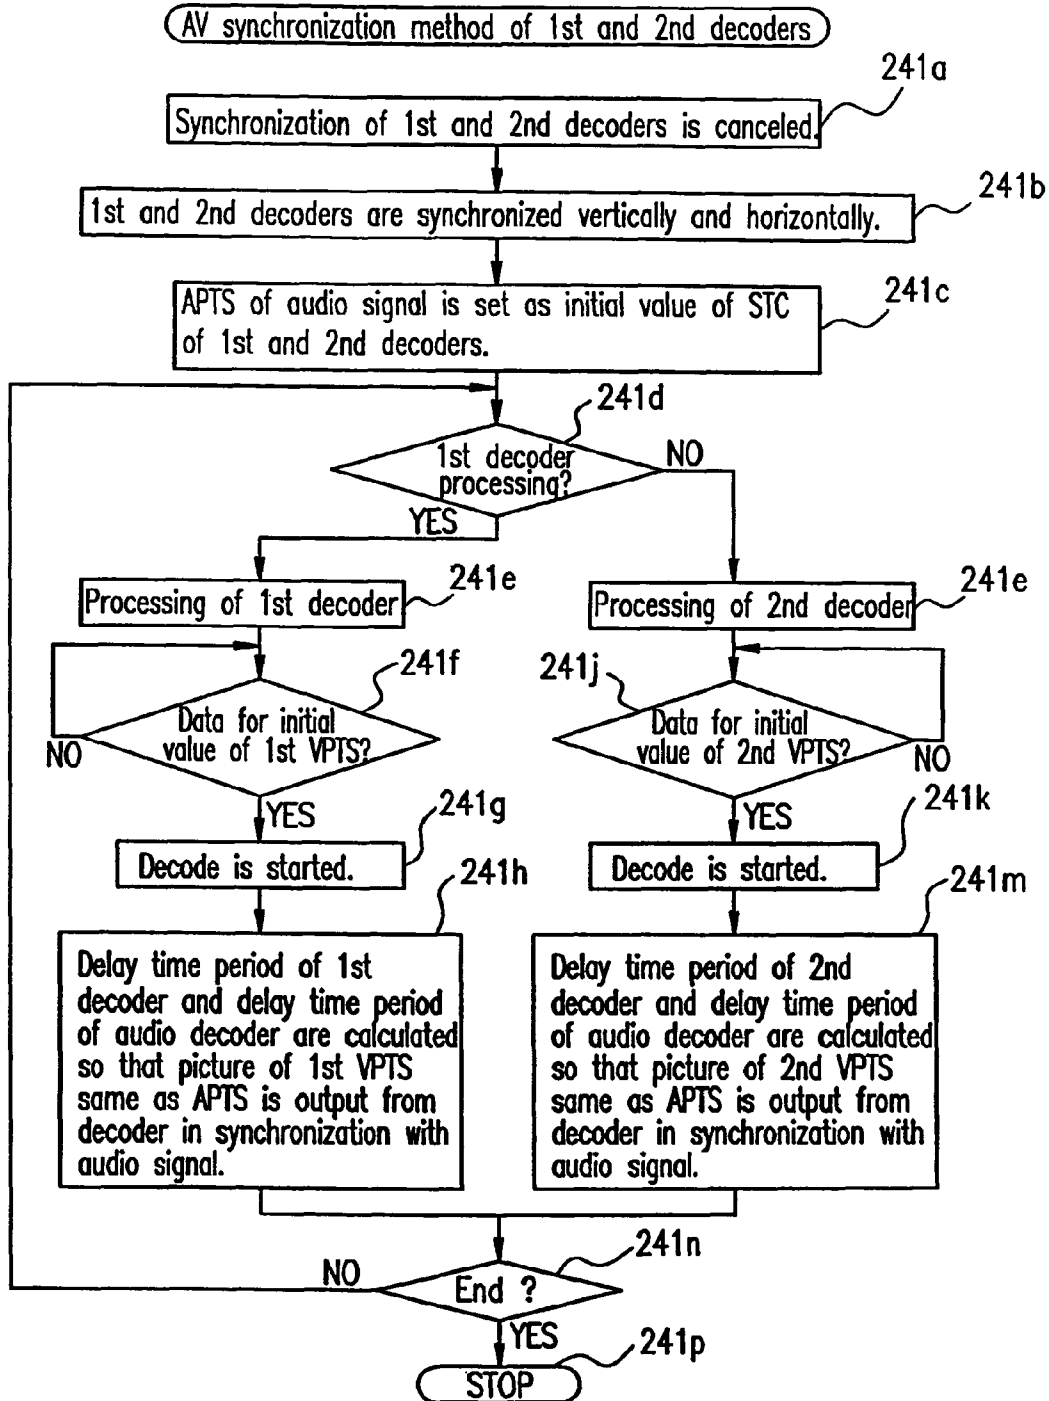 AV synchronization method of 1st and 2nd decoders
241a
Synchronization of 1st and 2nd decoders is canceled.
241b
1st and 2nd decoders are synchronized vertically and horizontally.
241c
APTS of audio signal is set as initial value of STC
of 1st and 2nd decoders.
241d
1st decoder
processing?
NO
YES
241e
Processing of 1st decoder
241e
Processing of 2nd decoder
241f
Data for initial
value of 1st VPTS?
NO
YES
241j
Data for initial
value of 2nd VPTS?
NO
YES
241g
Decode is started.
241k
Decode is started.
241h
Delay time period of 1st
decoder and delay time period
of audio decoder are calculated
so that picture of 1st VPTS
same as APTS is output from
decoder in synchronization with
audio signal.
241m
Delay time period of 2nd
decoder and delay time period
of audio decoder are calculated
so that picture of 2nd VPTS
same as APTS is output from
decoder in synchronization with
audio signal.
241n
End ?
NO
YES
241p
STOP